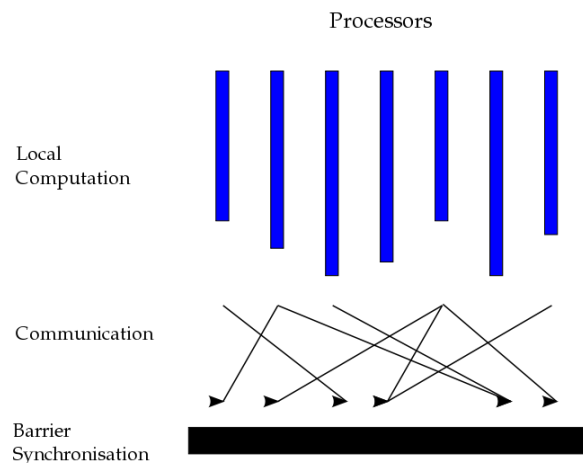 Processors
Local
Computation
Communication
Barrier
Synchronisation